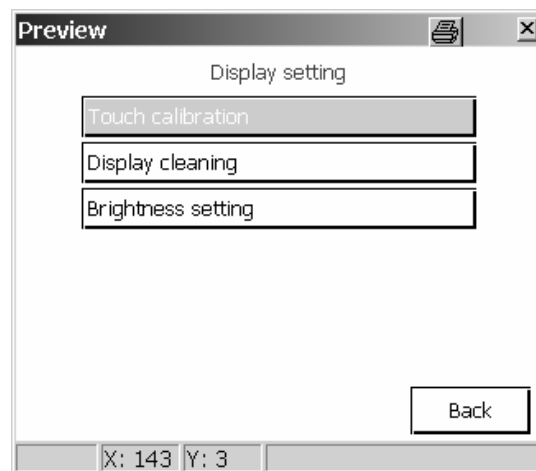 Preview
Display setting
Touch calibration
Display cleaning
Brightness setting
Back
X: 143 Y: 3